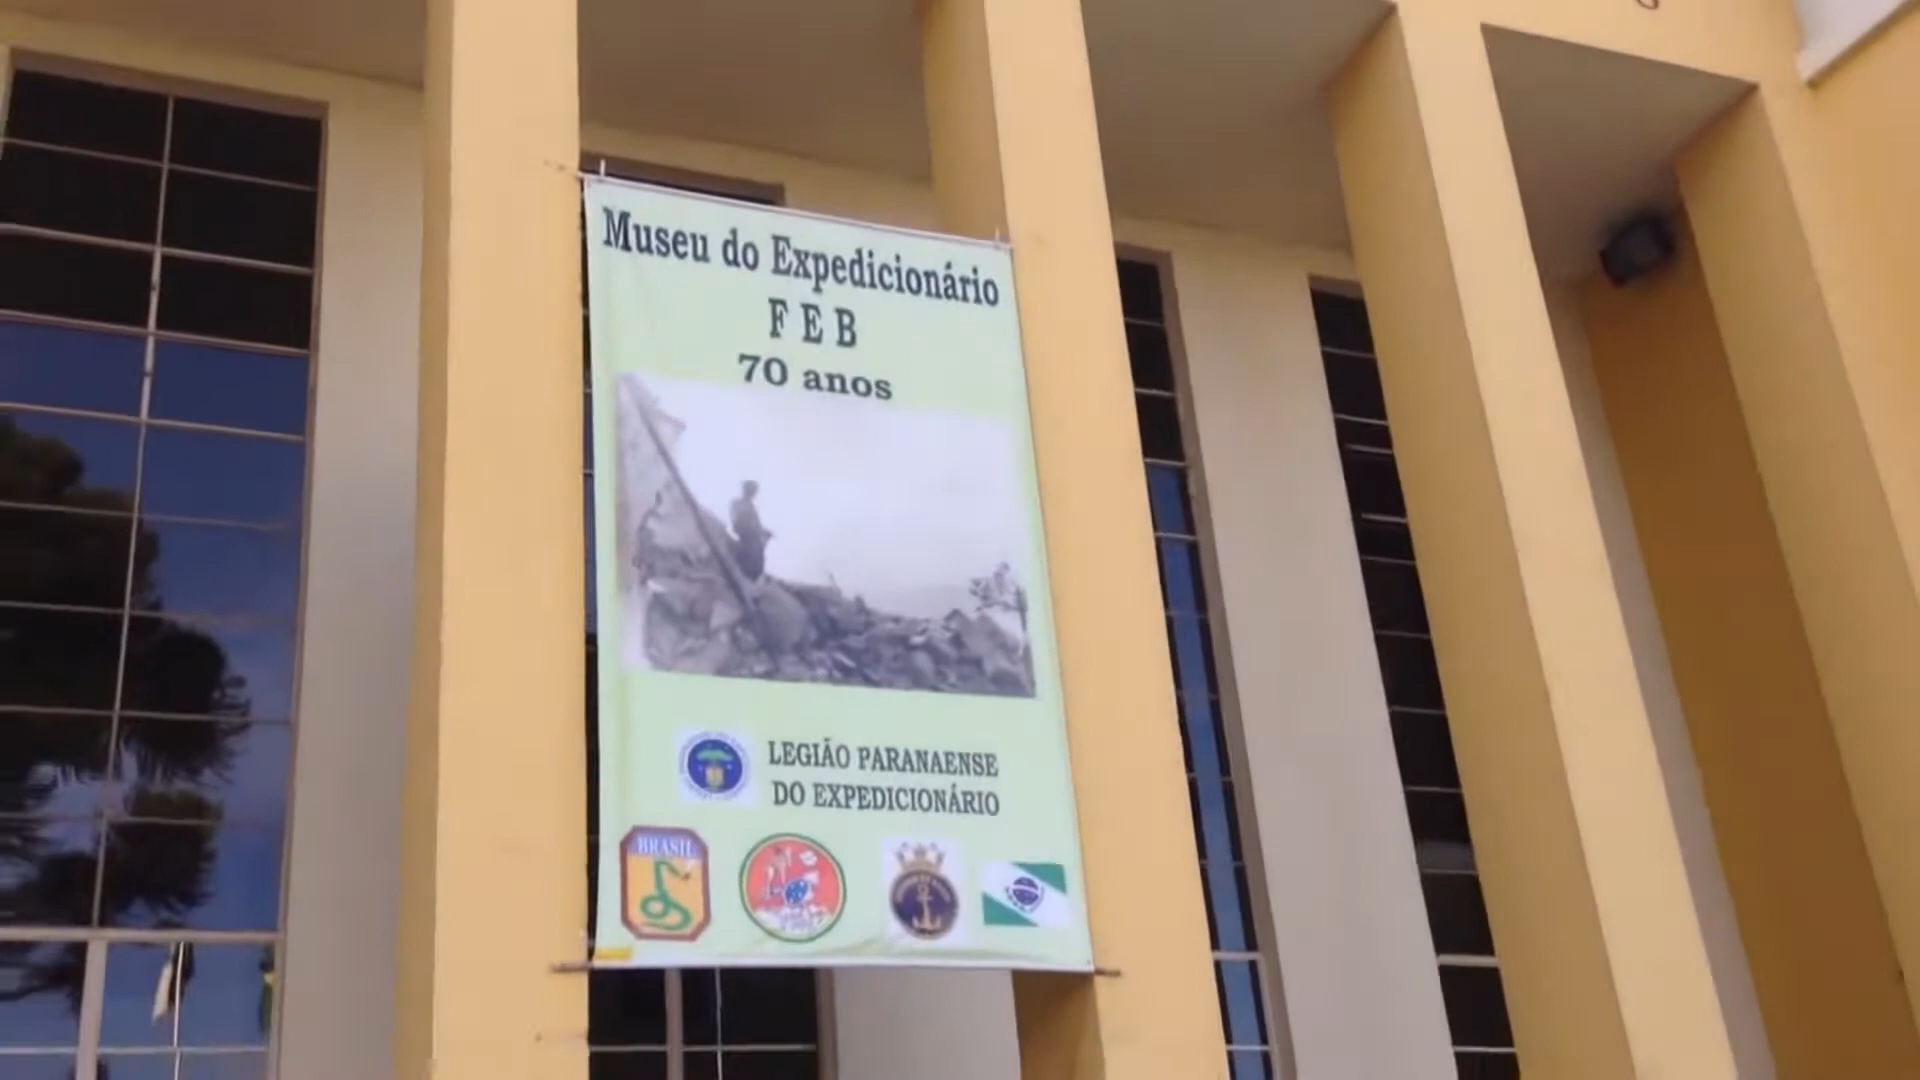 Museu do Expedicionário
F E B
70 anos
LEGIÃO PARANAENSE
DO EXPEDICIONÁRIO
BRASIL